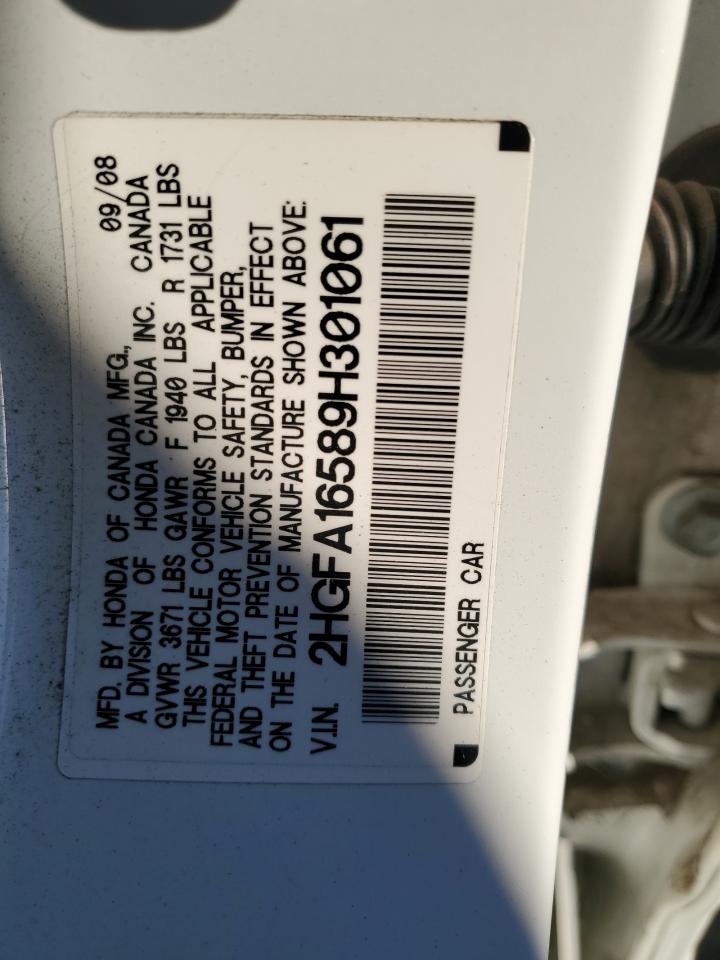 MFD. BY HONDA OF CANADA MFG., 09/08
A DIVISION OF HONDA CANADA INC. CANADA
GVWR 3671 LBS GAWR F 1940 LBS R 1731 LBS
THIS VEHICLE CONFORMS TO ALL APPLICABLE
FEDERAL MOTOR VEHICLE SAFETY, BUMPER,
AND THEFT PREVENTION STANDARDS IN EFFECT
ON THE DATE OF MANUFACTURE SHOWN ABOVE:
V.I.N. 2HGFA16589H301061
PASSENGER CAR